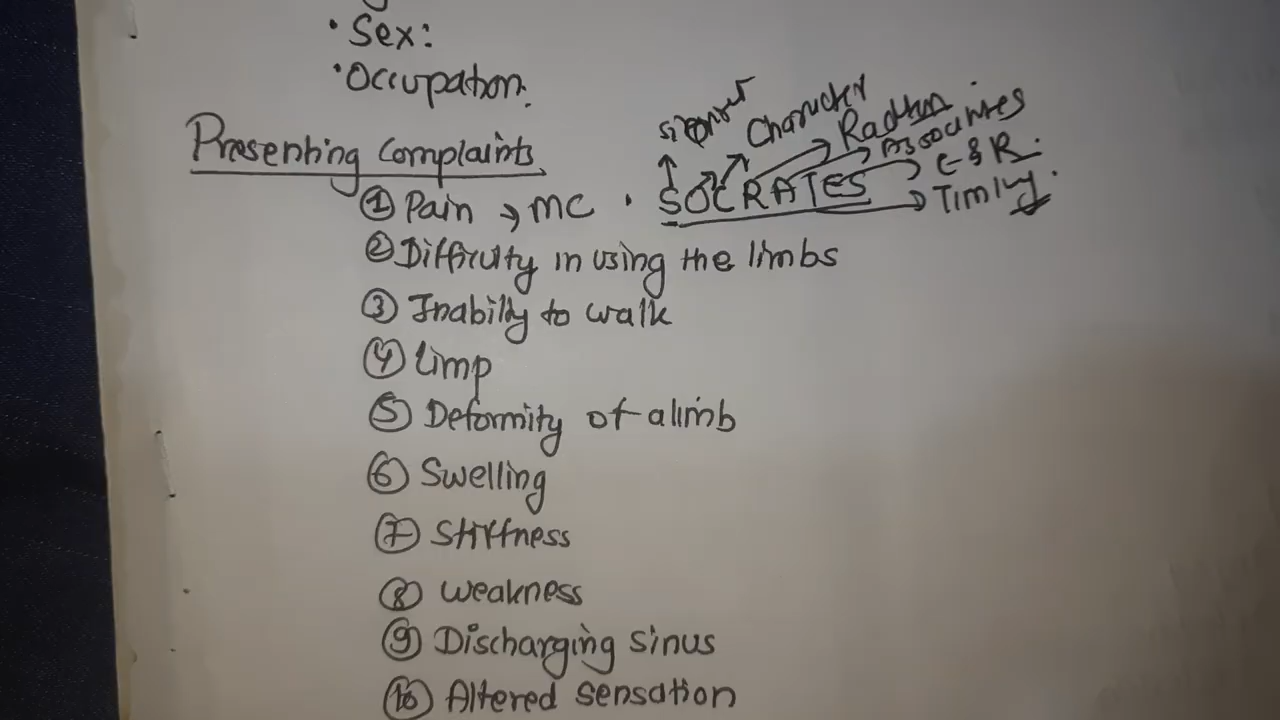 • Sex:
• Occupation.
Presenting complaints
① Pain → MC • SOCRATES
Site onset Character Radiation Associates E & R. Timing.
② Difficulty in using the limbs
③ Inability to walk
④ Limp
⑤ Deformity of a limb
⑥ Swelling
⑦ Stiffness
⑧ Weakness
⑨ Discharging sinus
⑩ Altered sensation